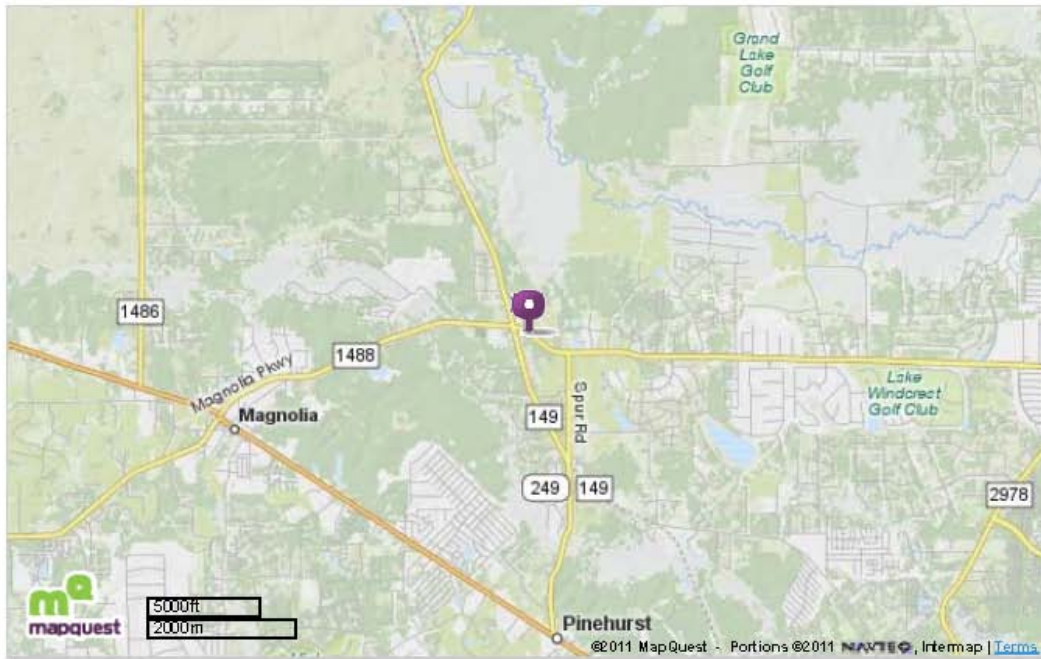 Grand
Lake
Golf
Club
1486
1488
Magnolia Pkwy
Magnolia
149
Spur Rd
Lake
Windcrest
Golf Club
249
149
2978
mq
mapquest
5000ft
2000m
Pinehurst
©2011 MapQuest - Portions ©2011 NAVTEQ, Intermap | Terms